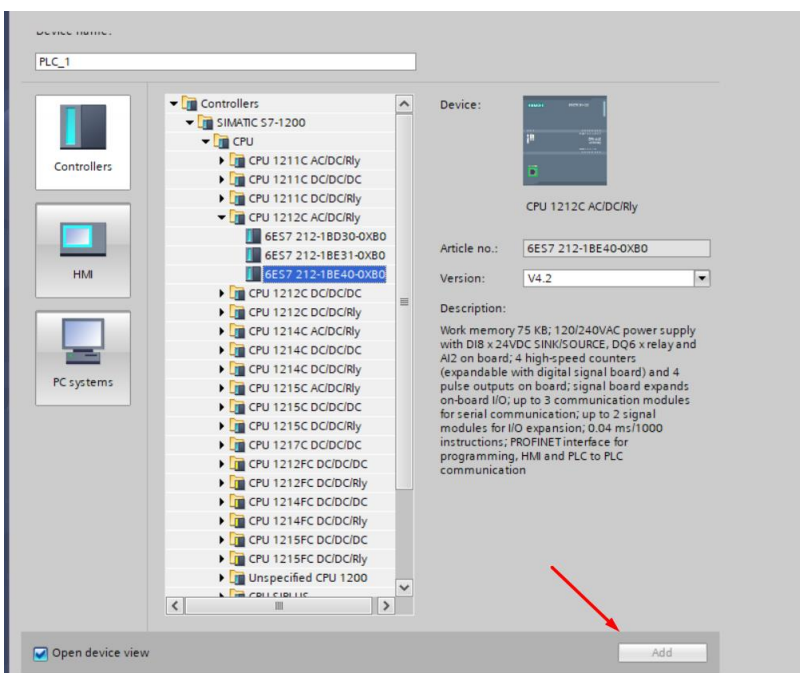 Device name:
PLC_1
Controllers
HMI
PC systems
Controllers
SIMATIC S7-1200
CPU
CPU 1211C AC/DC/Rly
CPU 1211C DC/DC/DC
CPU 1211C DC/DC/Rly
CPU 1212C AC/DC/Rly
6ES7 212-1BD30-0XB0
6ES7 212-1BE31-0XB0
6ES7 212-1BE40-0XB0
CPU 1212C DC/DC/DC
CPU 1212C DC/DC/Rly
CPU 1214C AC/DC/Rly
CPU 1214C DC/DC/DC
CPU 1214C DC/DC/Rly
CPU 1215C AC/DC/Rly
CPU 1215C DC/DC/DC
CPU 1215C DC/DC/Rly
CPU 1217C DC/DC/DC
CPU 1212FC DC/DC/DC
CPU 1212FC DC/DC/Rly
CPU 1214FC DC/DC/DC
CPU 1214FC DC/DC/Rly
CPU 1215FC DC/DC/DC
CPU 1215FC DC/DC/Rly
Unspecified CPU 1200
CPU SIPLUS
Device:
CPU 1212C AC/DC/Rly
Article no.: 6ES7 212-1BE40-0XB0
Version: V4.2
Description:
Work memory 75 KB; 120/240VAC power supply
with DI8 x 24VDC SINK/SOURCE, DQ6 x relay and
AI2 on board; 4 high-speed counters
(expandable with digital signal board) and 4
pulse outputs on board; signal board expands
on-board I/O; up to 3 communication modules
for serial communication; up to 2 signal
modules for I/O expansion; 0.04 ms/1000
instructions; PROFINET interface for
programming, HMI and PLC to PLC
communication
Open device view
Add